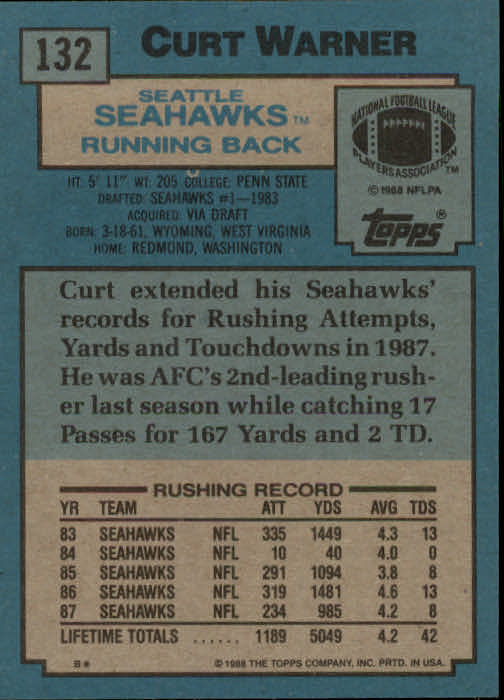 132
CURT WARNER
SEATTLE
SEAHAWKS™
RUNNING BACK
NATIONAL FOOTBALL LEAGUE
PLAYERS ASSOCIATION™
© 1988 NFLPA
Topps®
HT: 5' 11" WT: 205 COLLEGE: PENN STATE
DRAFTED: SEAHAWKS #1—1983
ACQUIRED: VIA DRAFT
BORN: 3-18-61, WYOMING, WEST VIRGINIA
HOME: REDMOND, WASHINGTON
Curt extended his Seahawks'
records for Rushing Attempts,
Yards and Touchdowns in 1987.
He was AFC's 2nd-leading rush-
er last season while catching 17
Passes for 167 Yards and 2 TD.
RUSHING RECORD
YR TEAM ATT YDS AVG TDS
83 SEAHAWKS NFL 335 1449 4.3 13
84 SEAHAWKS NFL 10 40 4.0 0
85 SEAHAWKS NFL 291 1094 3.8 8
86 SEAHAWKS NFL 319 1481 4.6 13
87 SEAHAWKS NFL 234 985 4.2 8
LIFETIME TOTALS ...... 1189 5049 4.2 42
B* © 1988 THE TOPPS COMPANY, INC. PRTD. IN USA.